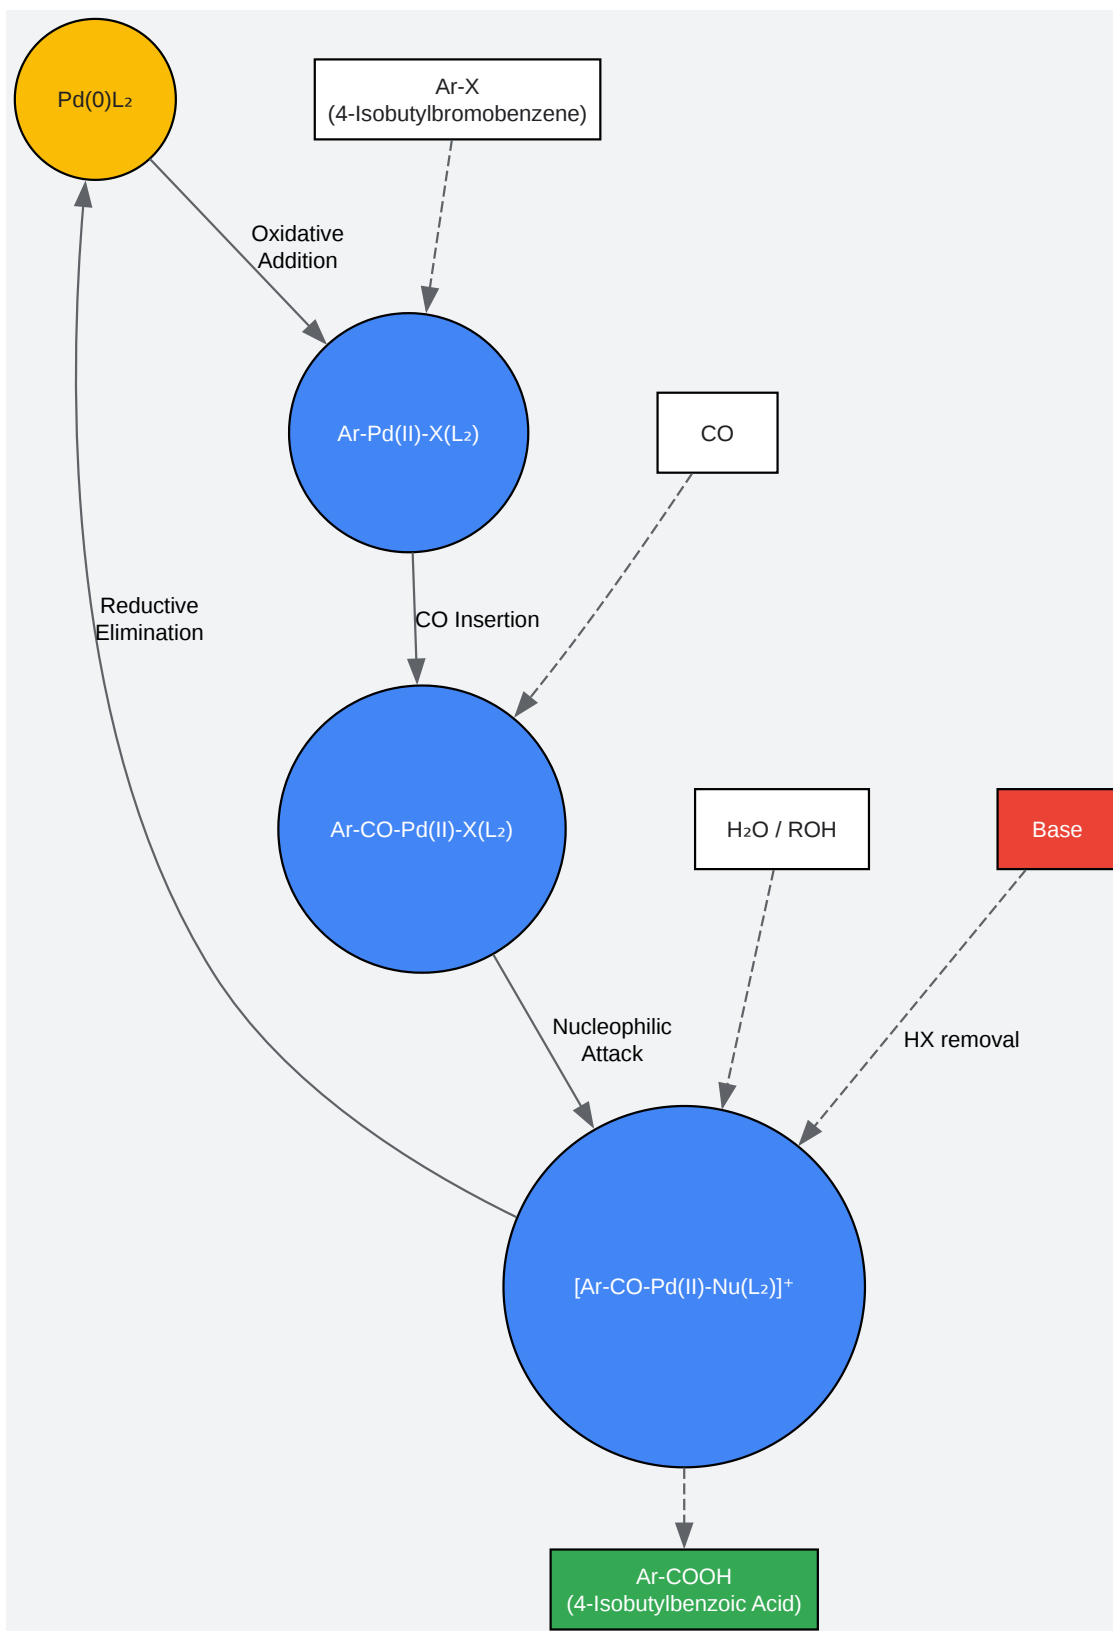 Pd(0)L₂
Ar-X
(4-Isobutylbromobenzene)
Oxidative
Addition
Ar-Pd(II)-X(L₂)
CO
Reductive
Elimination
CO Insertion
Ar-CO-Pd(II)-X(L₂)
H₂O / ROH
Base
Nucleophilic
Attack
HX removal
[Ar-CO-Pd(II)-Nu(L₂)]⁺
Ar-COOH
(4-Isobutylbenzoic Acid)